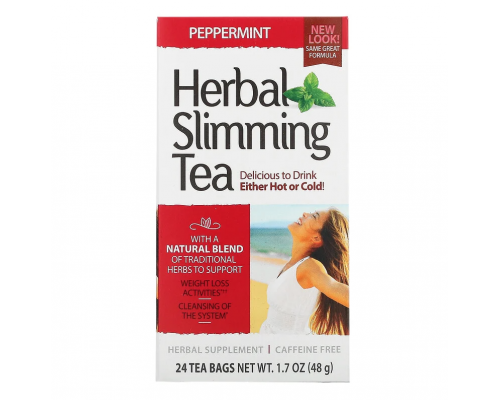 PEPPERMINT
NEW
LOOK!
SAME GREAT
FORMULA
Herbal
Slimming
Tea
Delicious to Drink
Either Hot or Cold!
WITH A
NATURAL BLEND
OF TRADITIONAL
HERBS TO SUPPORT
WEIGHT LOSS
ACTIVITIES*†
CLEANSING OF
THE SYSTEM*
HERBAL SUPPLEMENT | CAFFEINE FREE
24 TEA BAGS NET WT. 1.7 OZ (48 g)